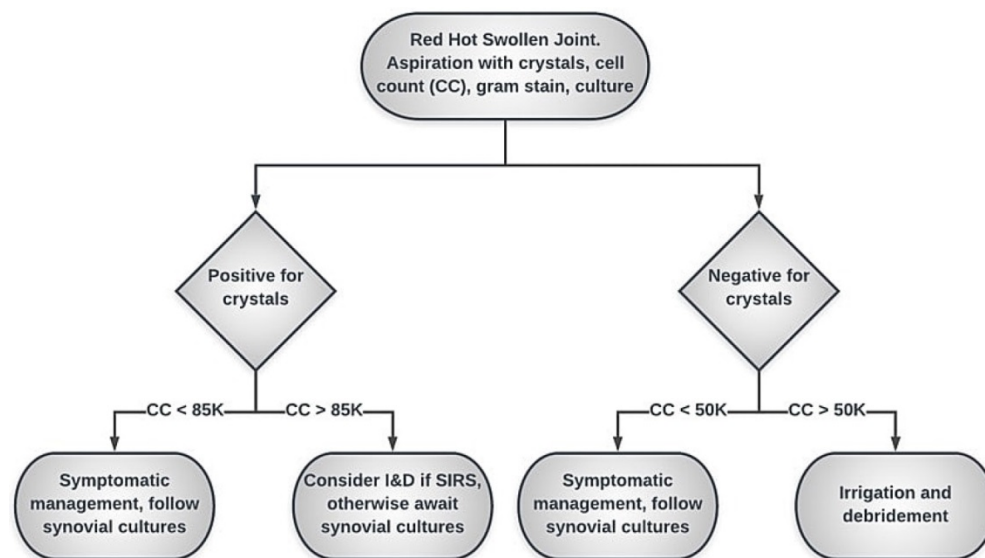 Red Hot Swollen Joint.
Aspiration with crystals, cell
count (CC), gram stain, culture
Positive for
crystals
Negative for
crystals
CC < 85K
CC > 85K
CC < 50K
CC > 50K
Symptomatic
management, follow
synovial cultures
Consider I&D if SIRS,
otherwise await
synovial cultures
Symptomatic
management, follow
synovial cultures
Irrigation and
debridement